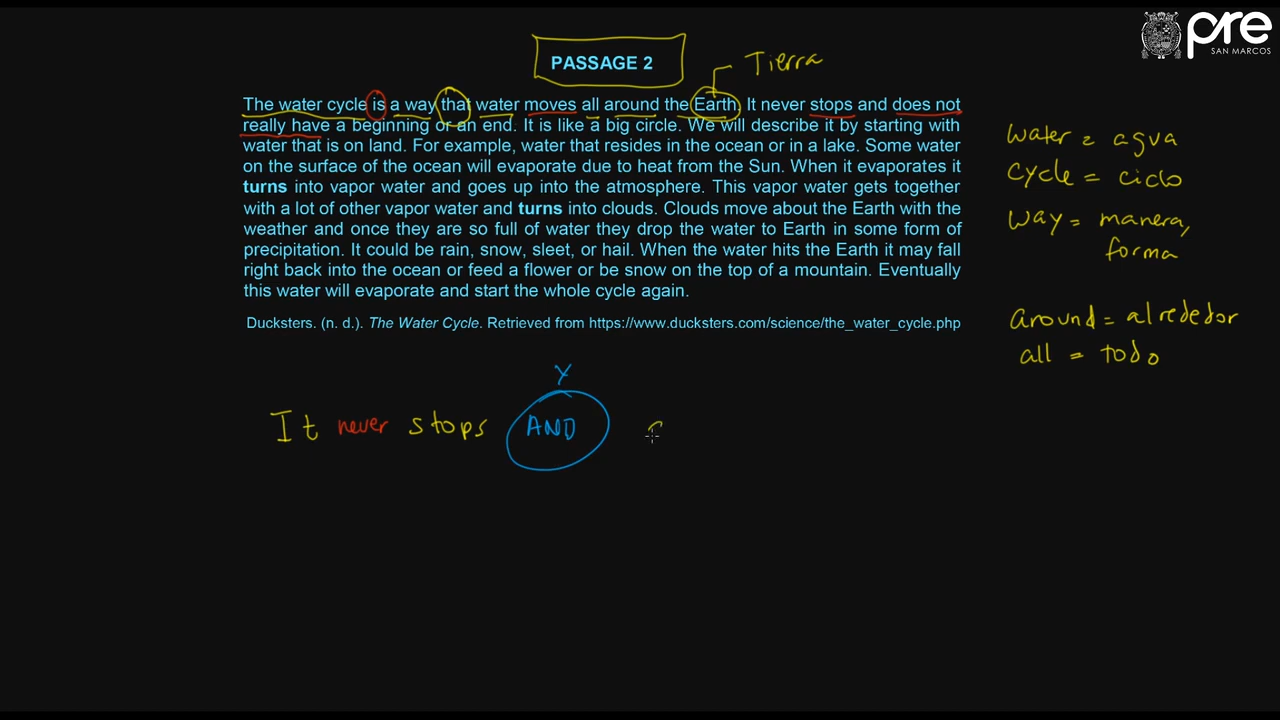 pre
SAN MARCOS
PASSAGE 2
Tierra
The water cycle is a way that water moves all around the Earth. It never stops and does not
really have a beginning or an end. It is like a big circle. We will describe it by starting with
water that is on land. For example, water that resides in the ocean or in a lake. Some water
on the surface of the ocean will evaporate due to heat from the Sun. When it evaporates it
turns into vapor water and goes up into the atmosphere. This vapor water gets together
with a lot of other vapor water and turns into clouds. Clouds move about the Earth with the
weather and once they are so full of water they drop the water to Earth in some form of
precipitation. It could be rain, snow, sleet, or hail. When the water hits the Earth it may fall
right back into the ocean or feed a flower or be snow on the top of a mountain. Eventually
this water will evaporate and start the whole cycle again.
Ducksters. (n. d.). The Water Cycle. Retrieved from https://www.ducksters.com/science/the_water_cycle.php
water = agua
cycle = ciclo
way = manera,
forma
around = alrededor
all = todo
Y
It never stops AND